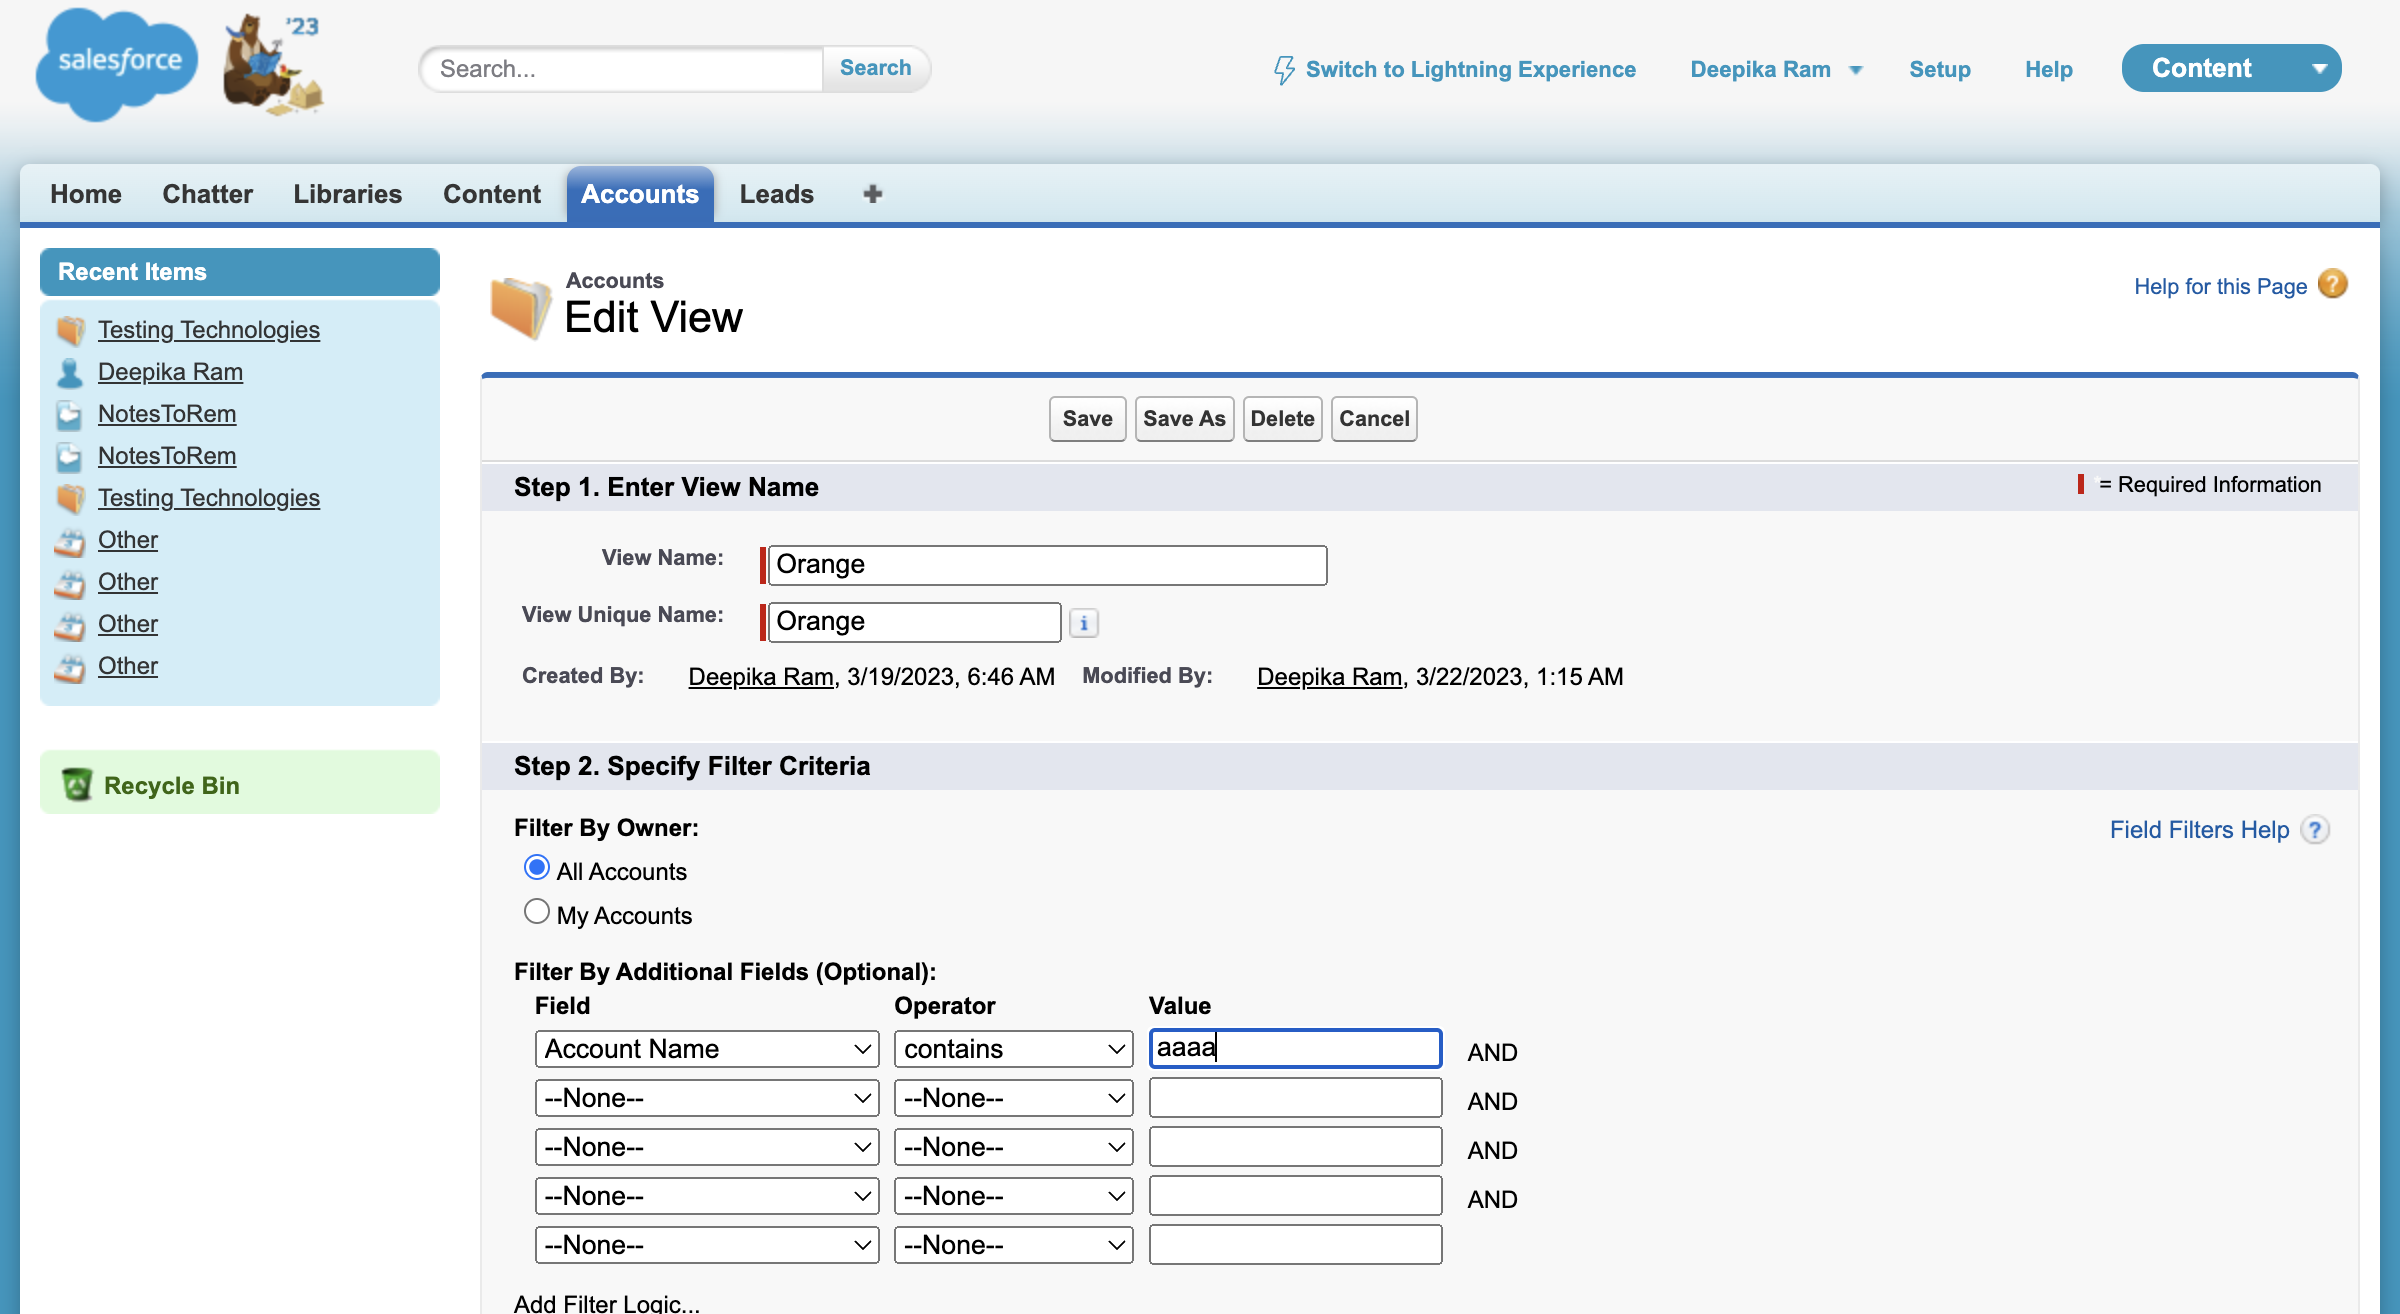 salesforce
'23
Search...
Search
Switch to Lightning Experience
Deepika Ram
Setup
Help
Content
Home
Chatter
Libraries
Content
Accounts
Leads
+
Recent Items
Testing Technologies
Deepika Ram
NotesToRem
NotesToRem
Testing Technologies
Other
Other
Other
Other
Recycle Bin
Accounts
Edit View
Help for this Page ?
Save
Save As
Delete
Cancel
Step 1. Enter View Name
= Required Information
View Name:
Orange
View Unique Name:
Orange
i
Created By:
Deepika Ram, 3/19/2023, 6:46 AM
Modified By:
Deepika Ram, 3/22/2023, 1:15 AM
Step 2. Specify Filter Criteria
Filter By Owner:
Field Filters Help ?
All Accounts
My Accounts
Filter By Additional Fields (Optional):
Field Operator Value
Account Name contains aaaa AND
--None-- --None-- AND
--None-- --None-- AND
--None-- --None-- AND
--None-- --None--
Add Filter Logic...